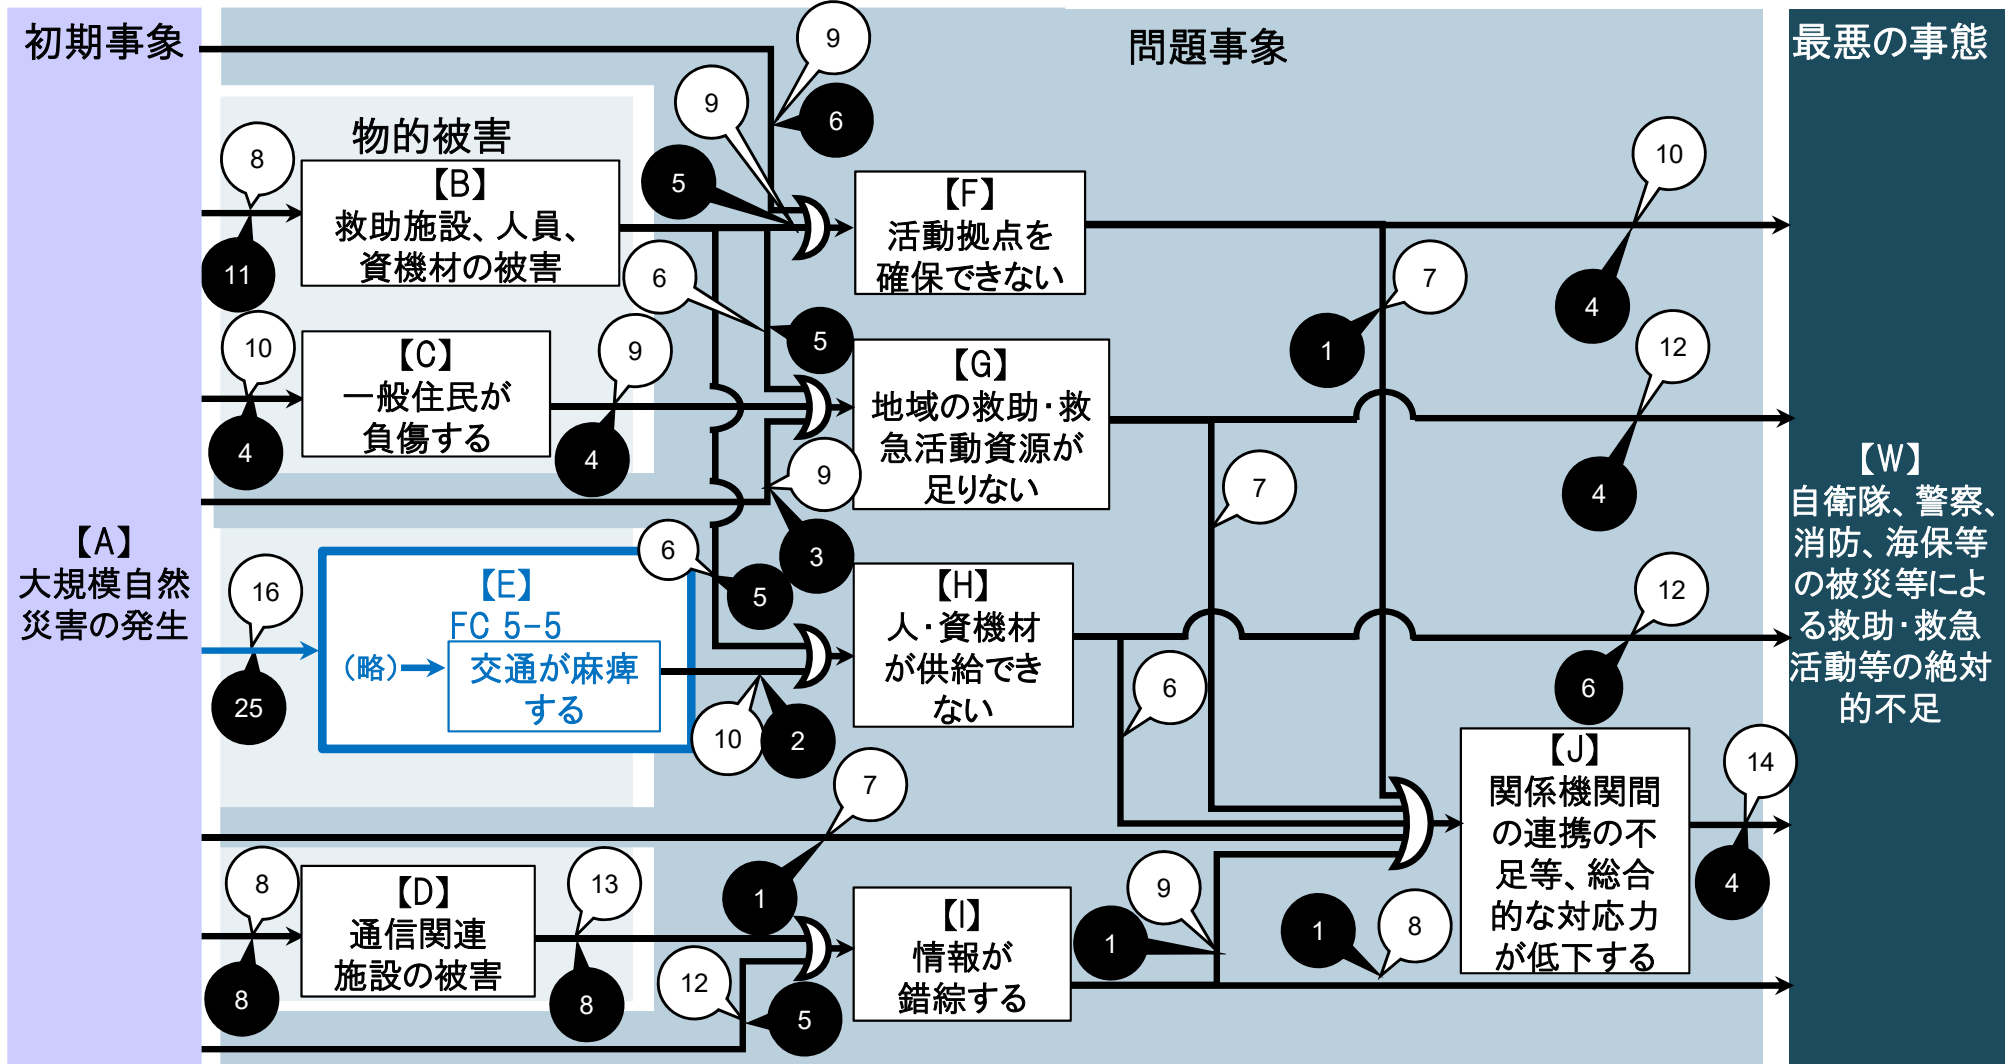 初期事象
問題事象
最悪の事態
物的被害
【A】
大規模自然
災害の発生
【B】
救助施設、人員、
資機材の被害
【C】
一般住民が
負傷する
【E】
FC 5-5
(略)
交通が麻痺
する
【D】
通信関連
施設の被害
【F】
活動拠点を
確保できない
【G】
地域の救助・救
急活動資源が
足りない
【H】
人・資機材
が供給でき
ない
【I】
情報が
錯綜する
【J】
関係機関間
の連携の不
足等、総合
的な対応力
が低下する
【W】
自衛隊、警察、
消防、海保等
の被災等によ
る救助・救急
活動等の絶対
的不足
9
6
9
5
8
11
10
4
9
4
6
5
9
3
16
25
6
5
10
2
7
1
8
8
13
8
12
5
10
4
7
1
12
4
7
12
6
6
14
4
9
1
1
8